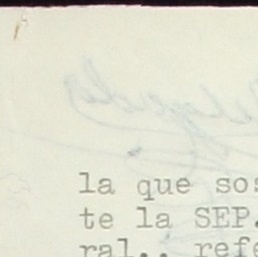 la que sos
te la SEP.
ral., refe